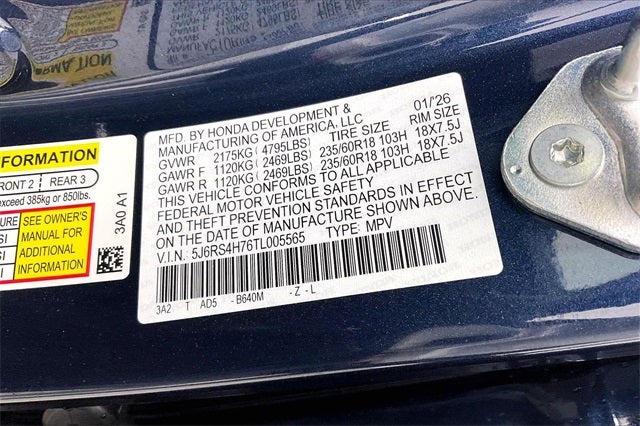 INFORMATION
FRONT 2 REAR 3
exceed 385kg or 850lbs.
SEE OWNER'S
MANUAL FOR
ADDITIONAL
INFORMATION
3A0 A1
MFD. BY HONDA DEVELOPMENT & 01/'26
MANUFACTURING OF AMERICA, LLC
GVWR 2175KG (4795LBS) TIRE SIZE RIM SIZE
GAWR F 1120KG (2469LBS) 235/60R18 103H 18X7.5J
GAWR R 1120KG (2469LBS) 235/60R18 103H 18X7.5J
THIS VEHICLE CONFORMS TO ALL APPLICABLE
FEDERAL MOTOR VEHICLE SAFETY
AND THEFT PREVENTION STANDARDS IN EFFECT
ON THE DATE OF MANUFACTURE SHOWN ABOVE.
V.I.N. 5J6RS4H76TL005565 TYPE: MPV
3A2 T AD5 -B640M -Z-L